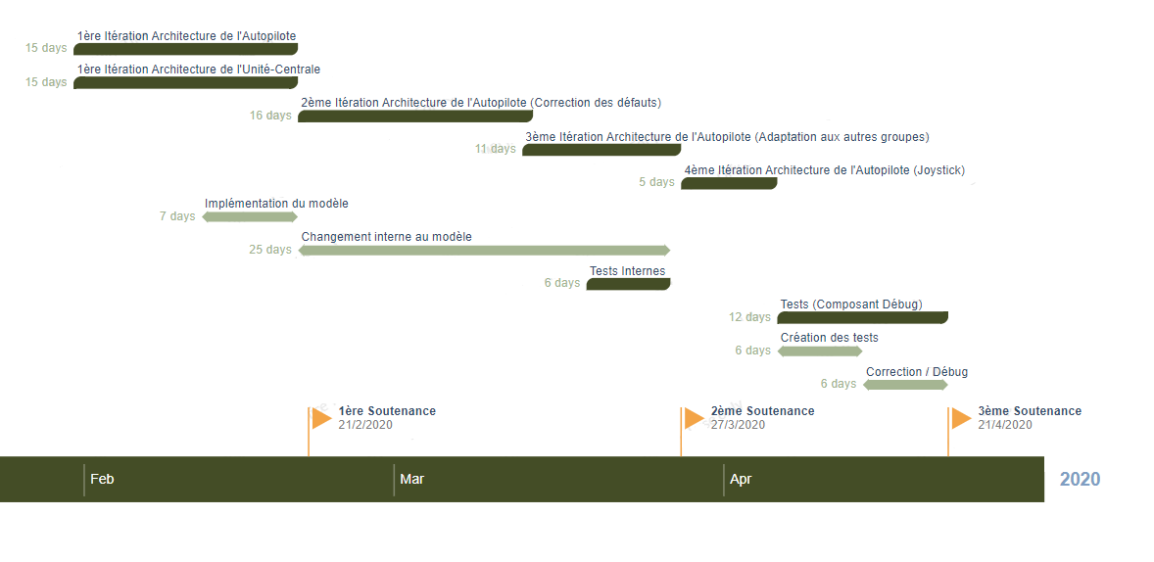 1ère Itération Architecture de l'Autopilote
15 days
1ère Itération Architecture de l'Unité-Centrale
15 days
2ème Itération Architecture de l'Autopilote (Correction des défauts)
16 days
3ème Itération Architecture de l'Autopilote (Adaptation aux autres groupes)
11 days
4ème Itération Architecture de l'Autopilote (Joystick)
5 days
Implémentation du modèle
7 days
Changement interne au modèle
25 days
Tests Internes
6 days
Tests (Composant Débug)
12 days
Création des tests
6 days
Correction / Débug
6 days
1ère Soutenance
21/2/2020
2ème Soutenance
27/3/2020
3ème Soutenance
21/4/2020
Feb Mar Apr 2020